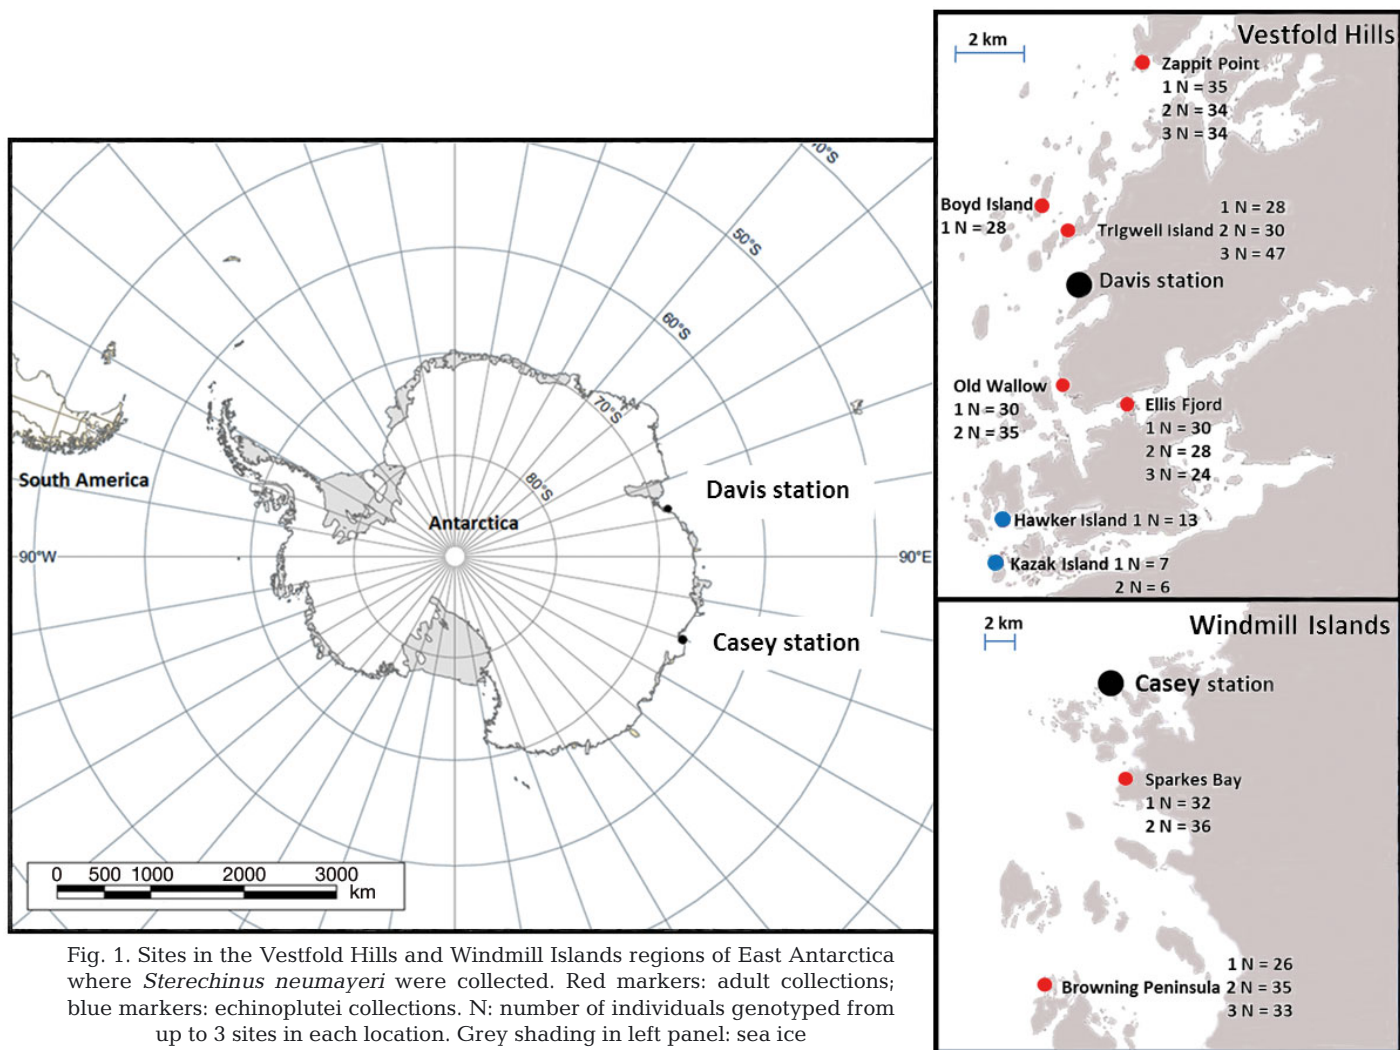 40°S
50°S
60°S
70°S
80°S
South America
Antarctica
Davis station
90°W
90°E
Casey station
0 500 1000 2000 3000
km
Vestfold Hills
2 km
Zappit Point
1 N = 35
2 N = 34
3 N = 34
Boyd Island
1 N = 28
1 N = 28
Trigwell Island 2 N = 30
3 N = 47
Davis station
Old Wallow
1 N = 30
2 N = 35
Ellis Fjord
1 N = 30
2 N = 28
3 N = 24
Hawker Island 1 N = 13
Kazak Island 1 N = 7
2 N = 6
Windmill Islands
2 km
Casey station
Sparkes Bay
1 N = 32
2 N = 36
1 N = 26
Browning Peninsula 2 N = 35
3 N = 33
Fig. 1. Sites in the Vestfold Hills and Windmill Islands regions of East Antarctica
where Sterechinus neumayeri were collected. Red markers: adult collections;
blue markers: echinoplutei collections. N: number of individuals genotyped from
up to 3 sites in each location. Grey shading in left panel: sea ice